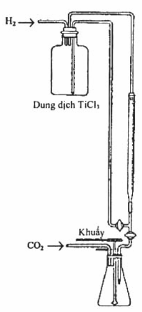 H₂
Dung dịch TiCl₃
Khuấy
CO₂